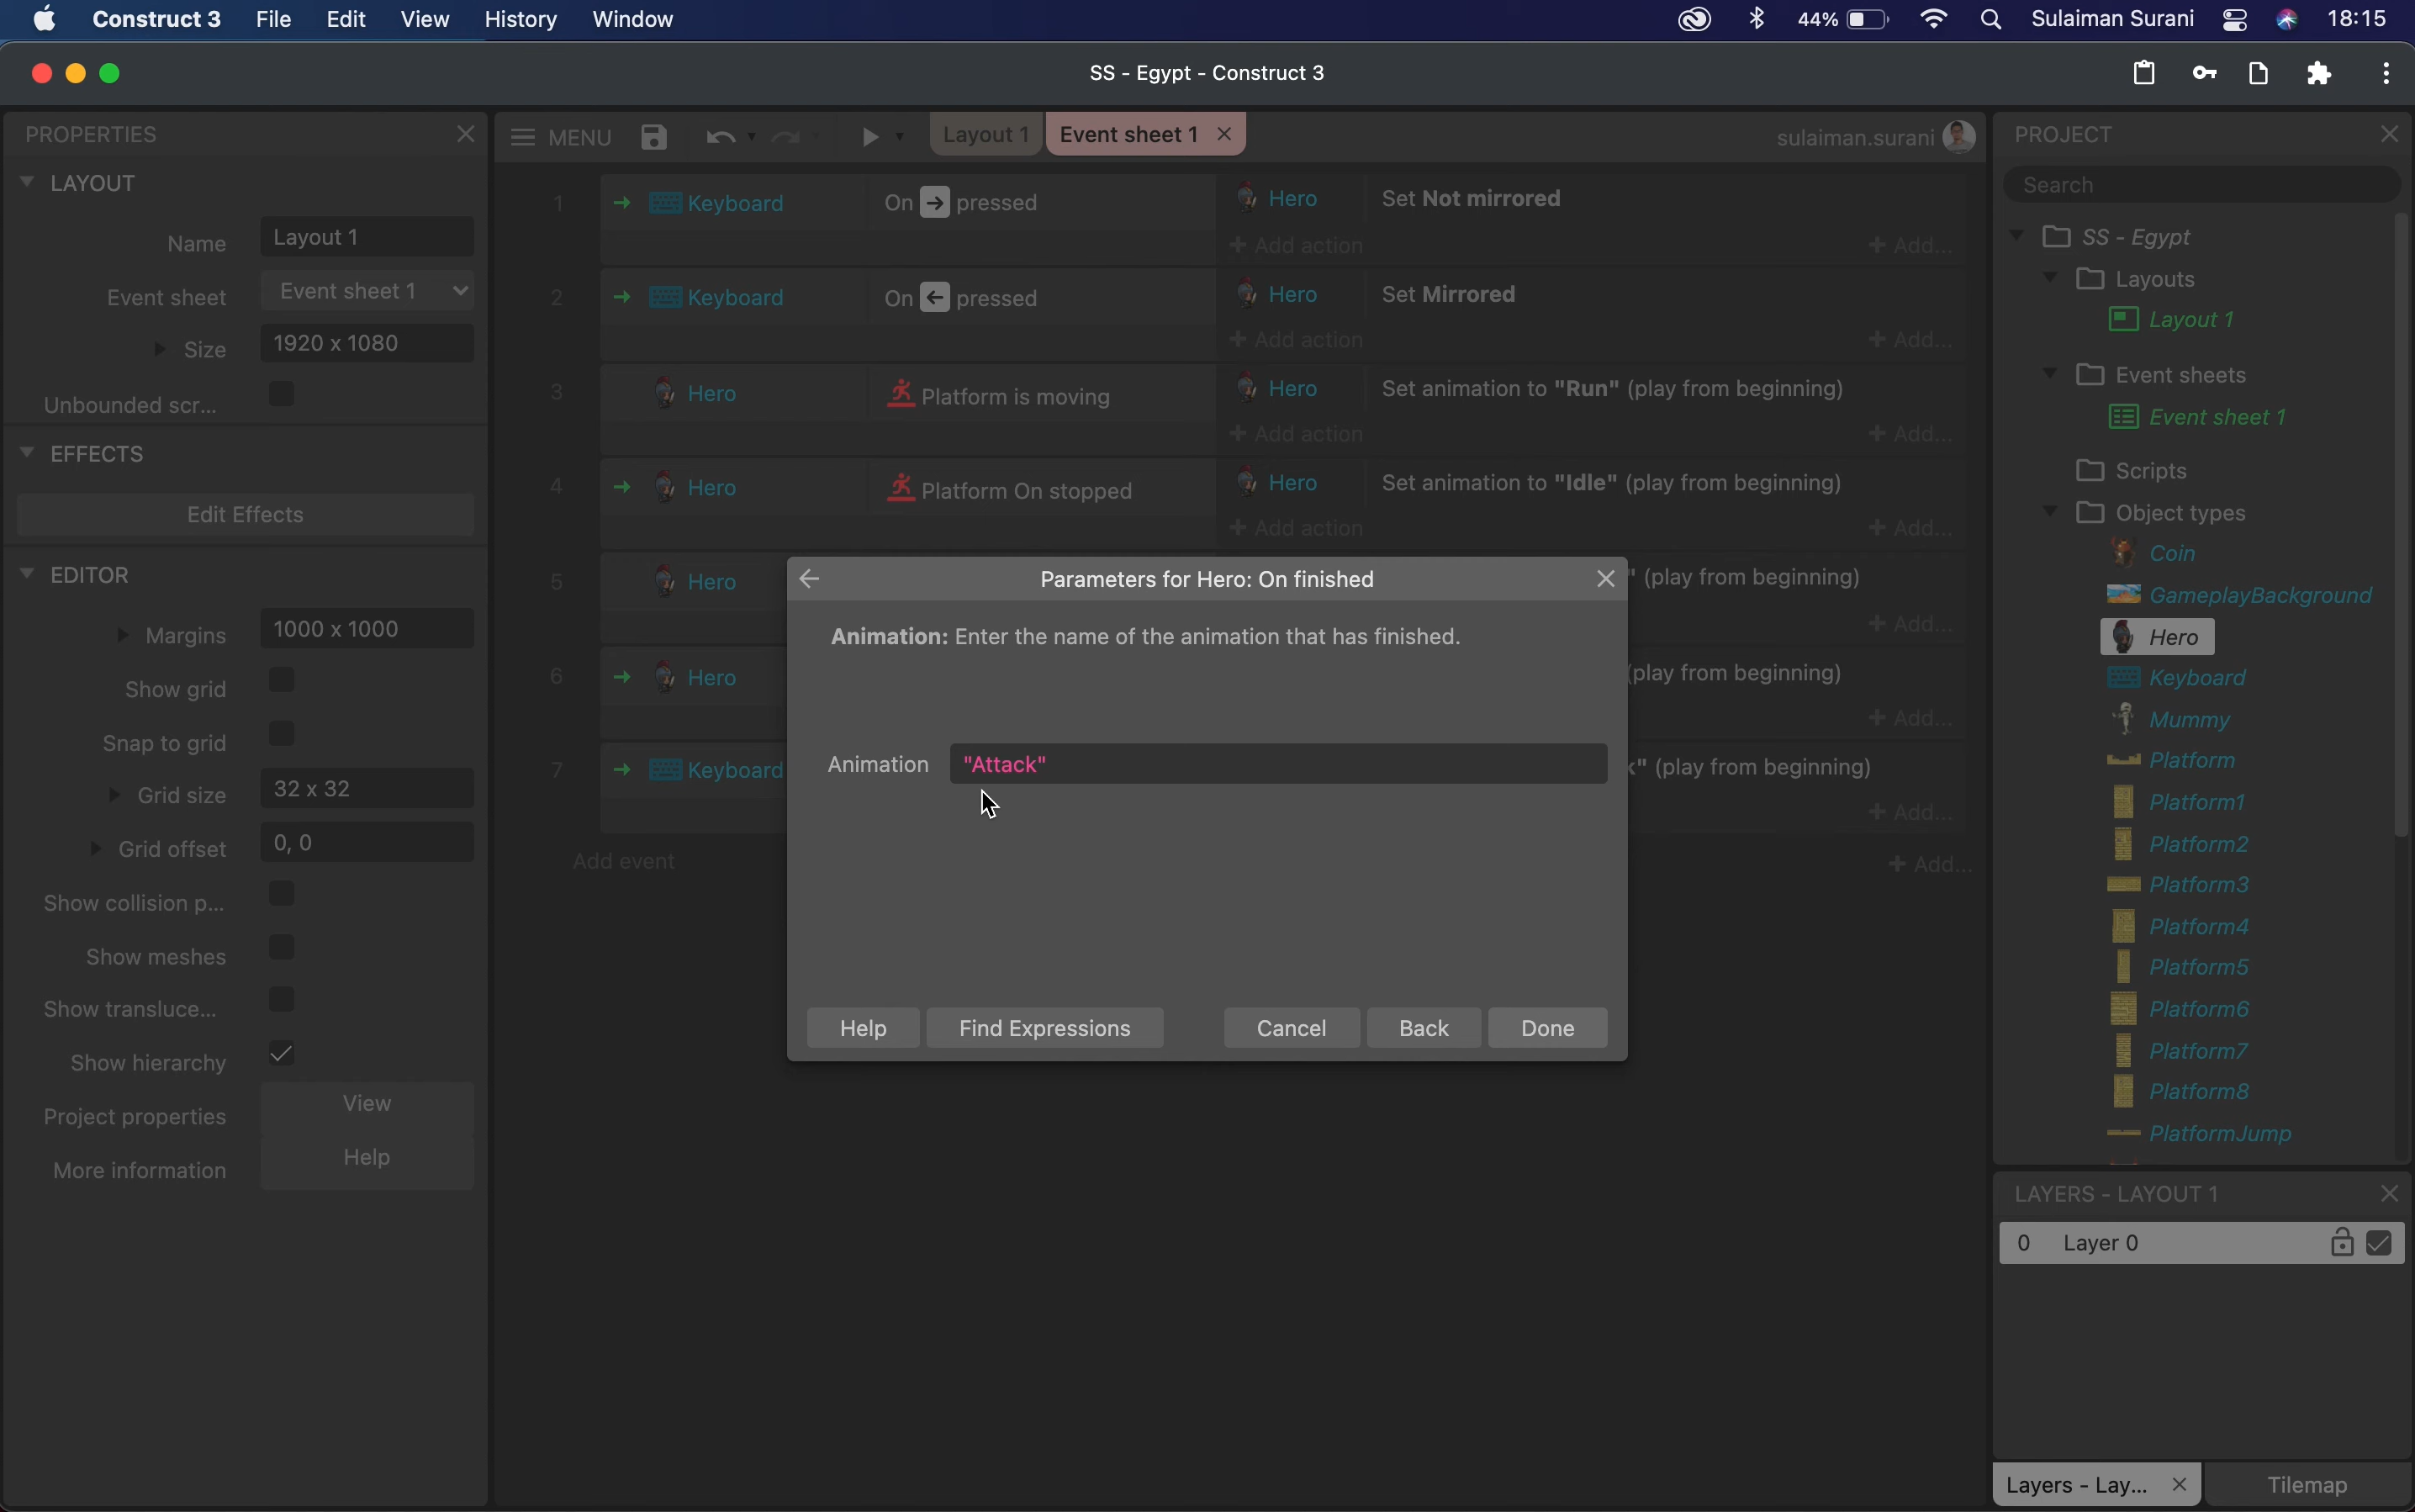 Construct 3 File Edit View History Window 44% Sulaiman Surani 18:15
SS - Egypt - Construct 3
PROPERTIES
LAYOUT
Name Layout 1
Event sheet Event sheet 1
Size 1920 x 1080
Unbounded scr...
EFFECTS
Edit Effects
EDITOR
Margins 1000 x 1000
Show grid
Snap to grid
Grid size 32 x 32
Grid offset 0, 0
Show collision p...
Show meshes
Show transluce...
Show hierarchy
Project properties View
More information Help
MENU Layout 1 Event sheet 1 sulaiman.surani
1 Keyboard On → pressed Hero Set Not mirrored
+ Add action + Add...
2 Keyboard On ← pressed Hero Set Mirrored
+ Add action + Add...
3 Hero Platform is moving Hero Set animation to "Run" (play from beginning)
+ Add action + Add...
4 Hero Platform On stopped Hero Set animation to "Idle" (play from beginning)
+ Add action + Add...
5 Hero " (play from beginning)
+ Add...
6 Hero (play from beginning)
+ Add...
7 Keyboard k" (play from beginning)
+ Add...
Add event + Add...
Parameters for Hero: On finished
Animation: Enter the name of the animation that has finished.
Animation "Attack"
Help Find Expressions Cancel Back Done
PROJECT
Search
SS - Egypt
Layouts
Layout 1
Event sheets
Event sheet 1
Scripts
Object types
Coin
GameplayBackground
Hero
Keyboard
Mummy
Platform
Platform1
Platform2
Platform3
Platform4
Platform5
Platform6
Platform7
Platform8
PlatformJump
LAYERS - LAYOUT 1
0 Layer 0
Layers - Lay... Tilemap